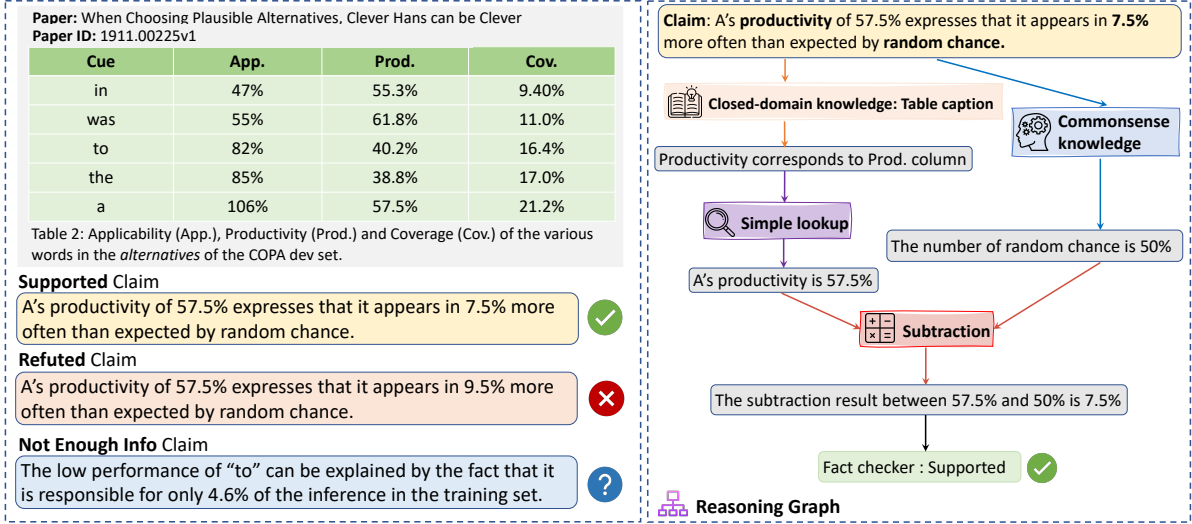 Paper: When Choosing Plausible Alternatives, Clever Hans can be Clever
Paper ID: 1911.00225v1
Cue App. Prod. Cov.
in 47% 55.3% 9.40%
was 55% 61.8% 11.0%
to 82% 40.2% 16.4%
the 85% 38.8% 17.0%
a 106% 57.5% 21.2%
Table 2: Applicability (App.), Productivity (Prod.) and Coverage (Cov.) of the various
words in the alternatives of the COPA dev set.
Supported Claim
A's productivity of 57.5% expresses that it appears in 7.5% more
often than expected by random chance.
Refuted Claim
A's productivity of 57.5% expresses that it appears in 9.5% more
often than expected by random chance.
Not Enough Info Claim
The low performance of “to” can be explained by the fact that it
is responsible for only 4.6% of the inference in the training set.
?
Claim: A's productivity of 57.5% expresses that it appears in 7.5%
more often than expected by random chance.
Closed-domain knowledge: Table caption
Commonsense
knowledge
Productivity corresponds to Prod. column
Simple lookup
The number of random chance is 50%
A's productivity is 57.5%
Subtraction
The subtraction result between 57.5% and 50% is 7.5%
Fact checker : Supported
Reasoning Graph